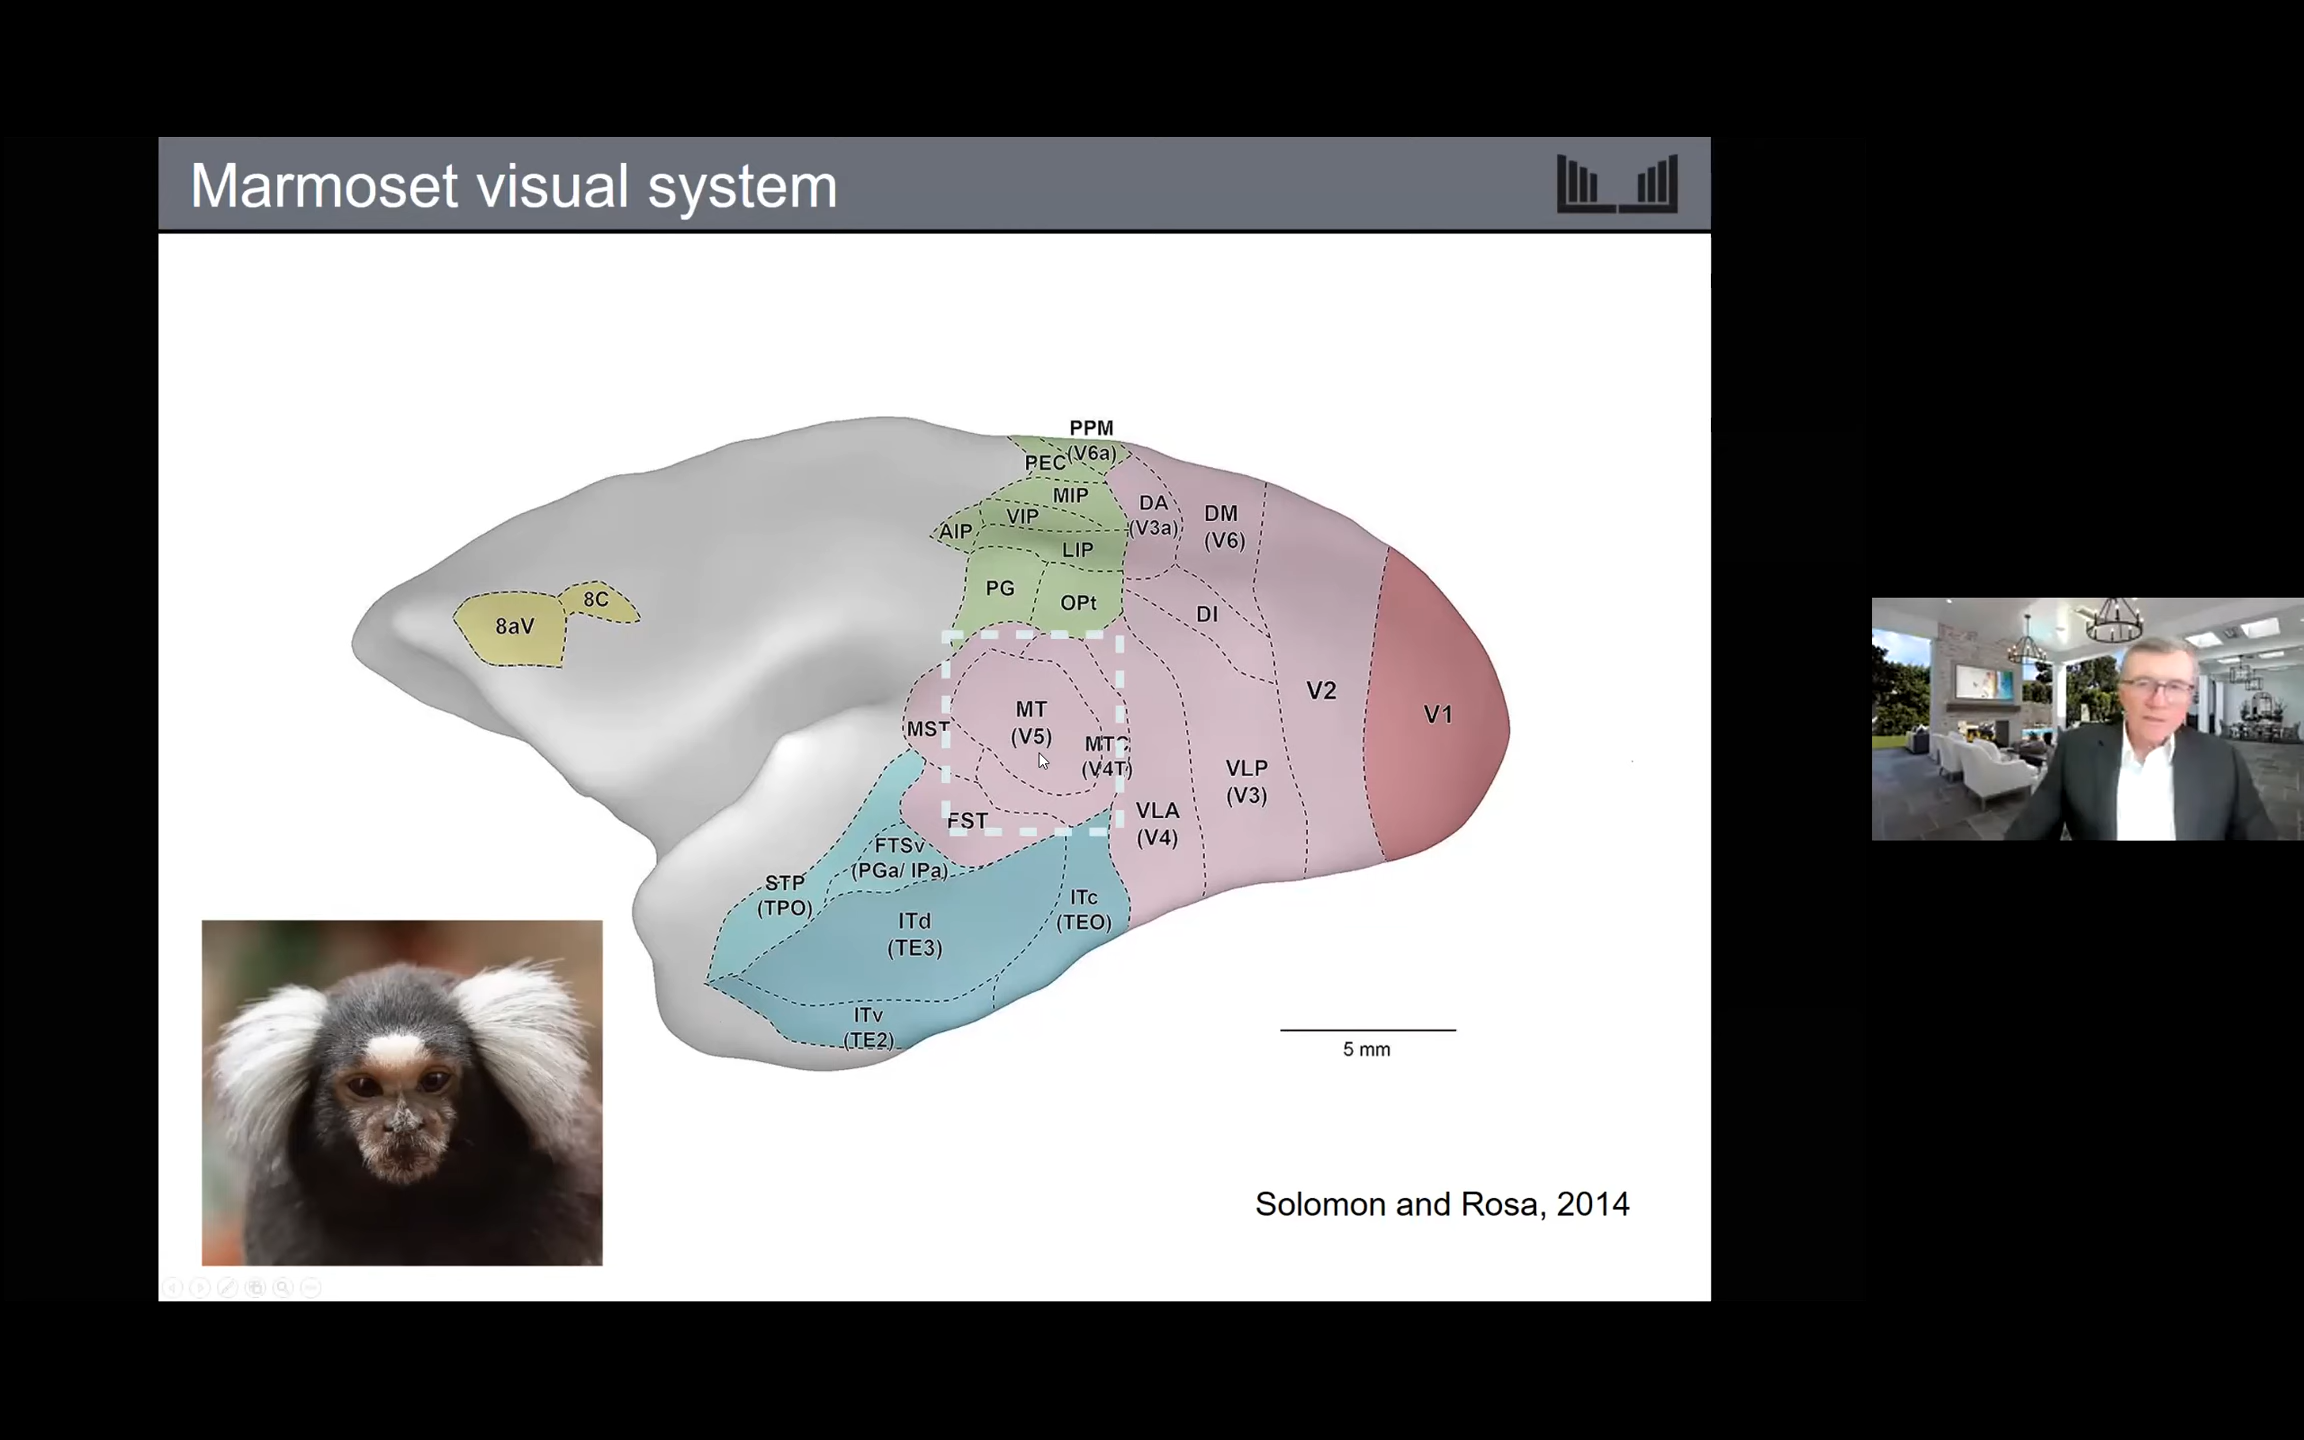 Marmoset visual system
PPM
(V6a)
PEC
MIP
VIP
AIP
LIP
DA
(V3a)
DM
(V6)
PG
OPt
DI
8C
8aV
V2
V1
MT
(V5)
MST
MTC
(V4T)
VLP
(V3)
VLA
(V4)
FST
FTSv
(PGa/ IPa)
STP
(TPO)
ITc
(TEO)
ITd
(TE3)
ITv
(TE2)
5 mm
Solomon and Rosa, 2014